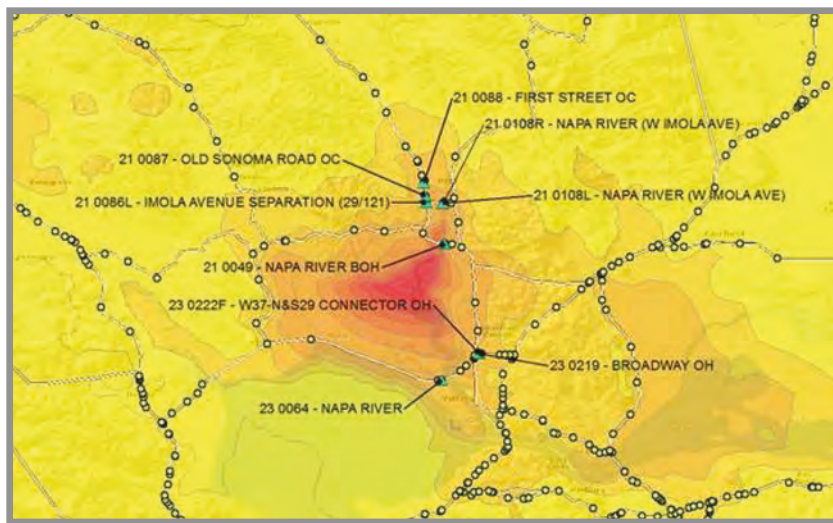 21 0088 - FIRST STREET OC
21 0108R - NAPA RIVER (W IMOLA AVE)
21 0087 - OLD SONOMA ROAD OC
21 0086L - IMOLA AVENUE SEPARATION (29/121)
21 0108L - NAPA RIVER (W IMOLA AVE)
21 0049 - NAPA RIVER BOH
23 0222F - W37-N&S29 CONNECTOR OH
23 0219 - BROADWAY OH
23 0064 - NAPA RIVER